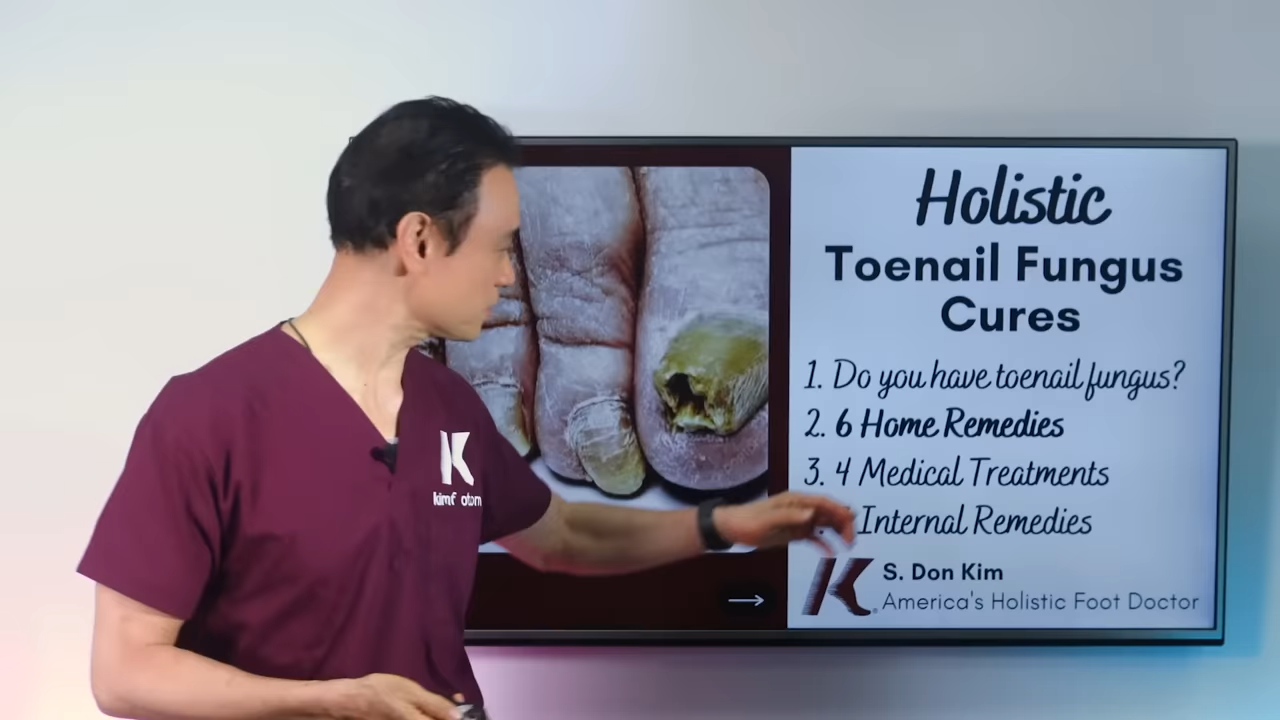 Holistic
Toenail Fungus
Cures
1. Do you have toenail fungus?
2. 6 Home Remedies
3. 4 Medical Treatments
Internal Remedies
K S. Don Kim
America's Holistic Foot Doctor
K